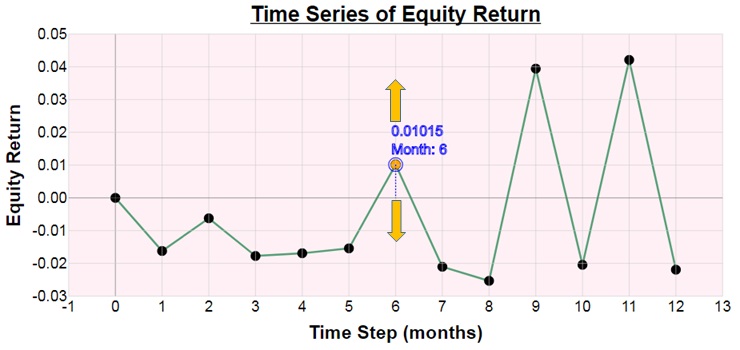 Time Series of Equity Return
0.05
0.04
0.03
0.02
0.01
0.00
-0.01
-0.02
-0.03
Equity Return
0.01015
Month: 6
-1 0 1 2 3 4 5 6 7 8 9 10 11 12 13
Time Step (months)